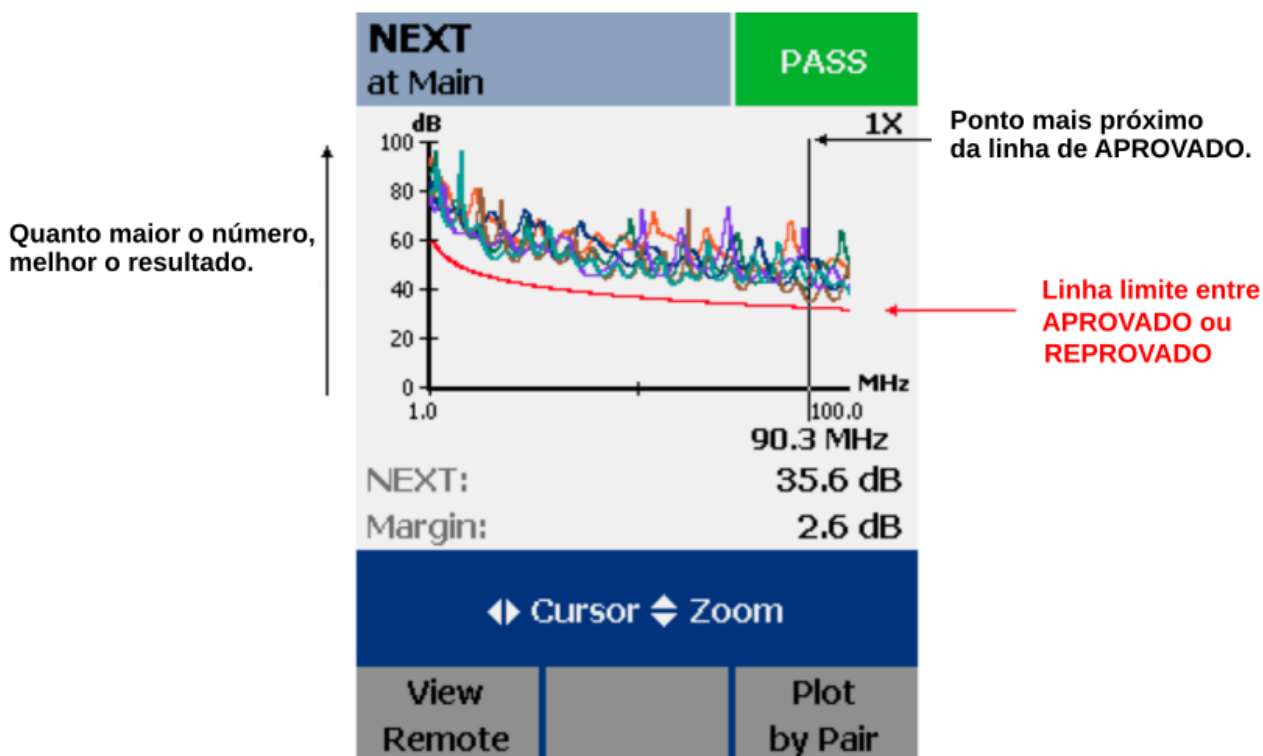 NEXT
at Main
PASS
dB
1X
100
80
60
40
20
0
MHz
1.0
100.0
90.3 MHz
NEXT:
35.6 dB
Margin:
2.6 dB
Cursor
Zoom
View
Remote
Plot
by Pair
Quanto maior o número,
melhor o resultado.
Ponto mais próximo
da linha de APROVADO.
Linha limite entre
APROVADO ou
REPROVADO